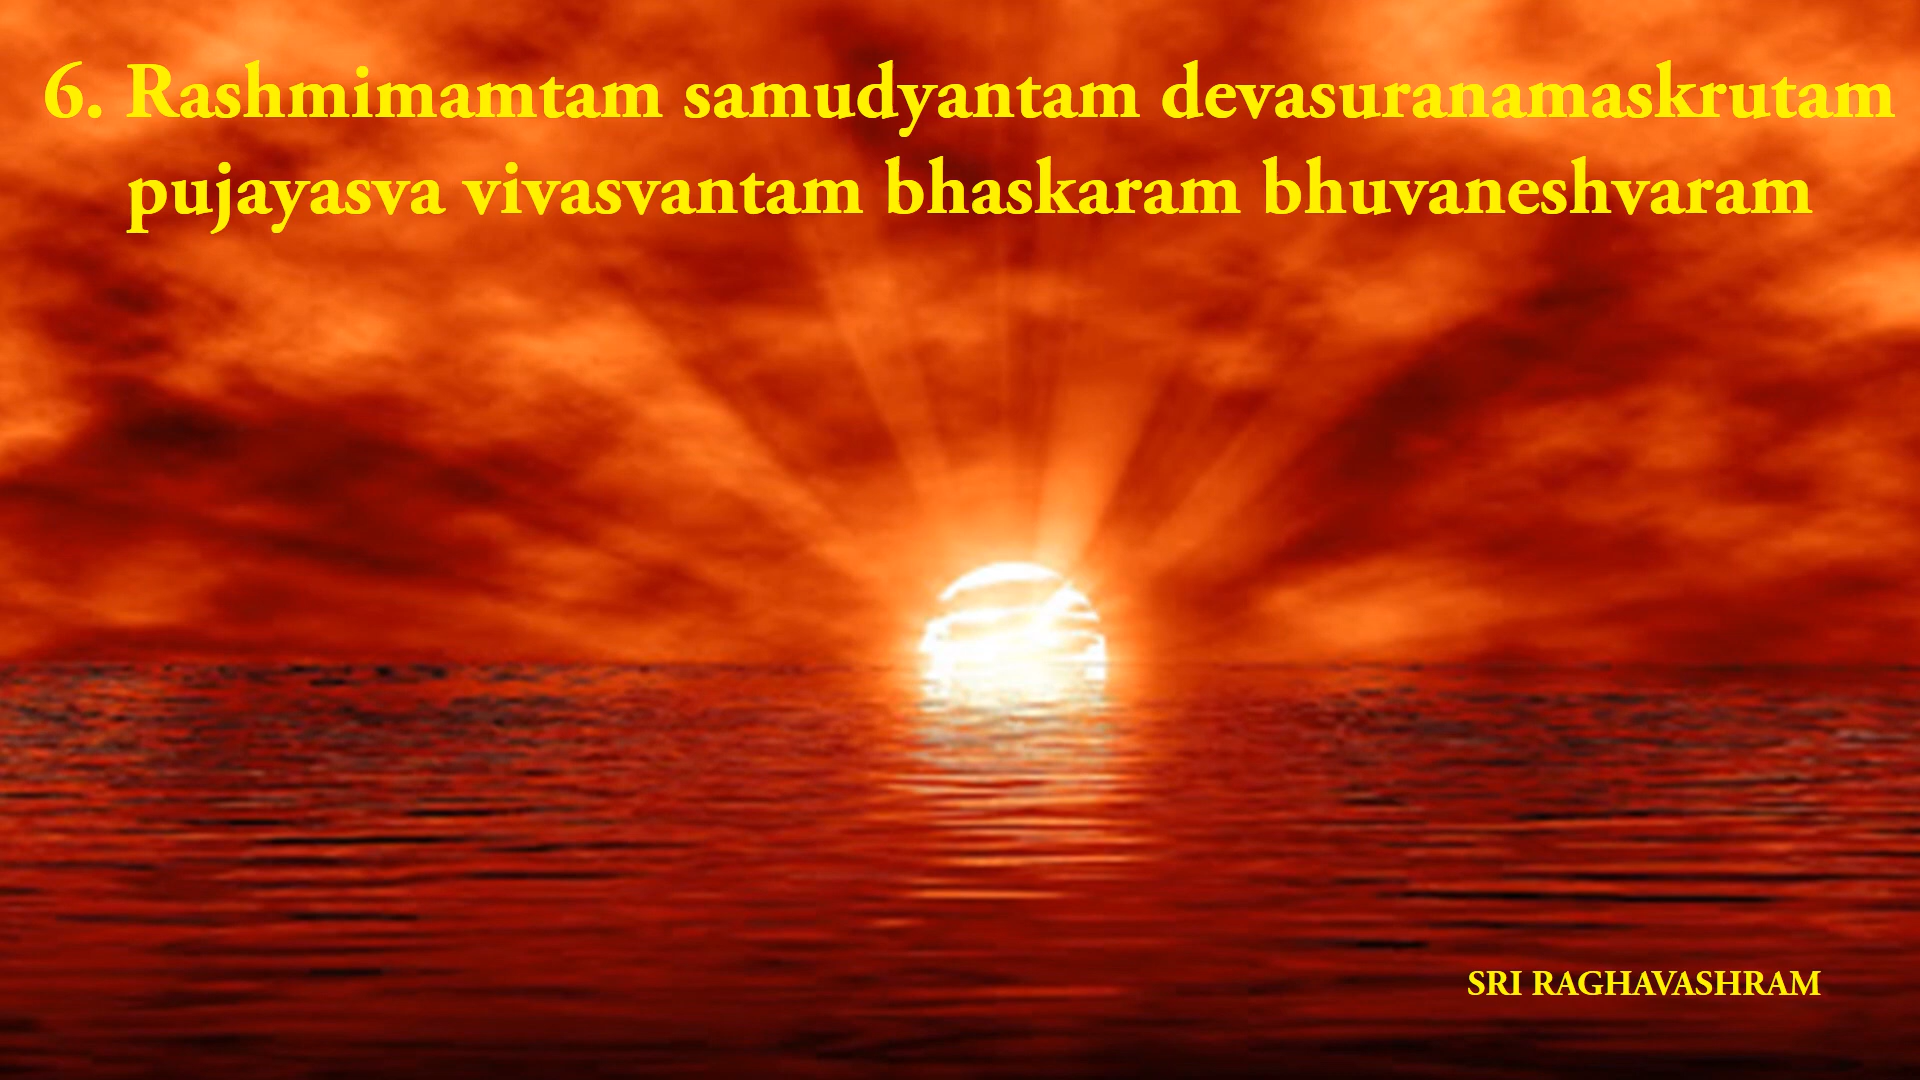 6. Rashmimamtam samudyantam devasuranamaskrutam
pujayasva vivasvantam bhaskaram bhuvaneshvaram
SRI RAGHAVASHRAM